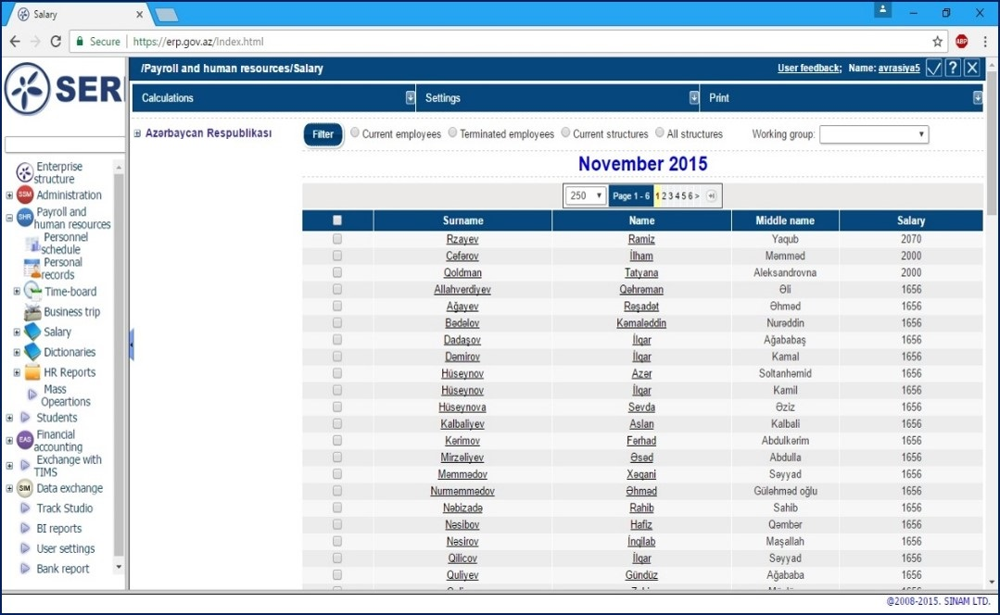 Salary
Secure https://erp.gov.az/Index.html
ABP
SER
/Payroll and human resources/Salary
User feedback; Name: avrasiya5
Calculations Settings Print
Azərbaycan Respublikası
Filter Current employees Terminated employees Current structures All structures Working group:
November 2015
250 Page 1 - 6 1 2 3 4 5 6 >
Surname Name Middle name Salary
Rzayev Ramiz Yaqub 2070
Cəfərov İlham Məmməd 2000
Qoldman Tatyana Aleksandrovna 2000
Allahverdiyev Qəhrəman Əli 1656
Ağayev Rəşadət Əhməd 1656
Bədəlov Kəmaləddin Nurəddin 1656
Dadaşov İlqar Ağababaş 1656
Dəmirov İlqar Kamal 1656
Hüseynov Azər Soltanhəmid 1656
Hüseynov İlqar Kamil 1656
Hüseynova Sevda Əziz 1656
Kəlbəliyev Aslan Kalbali 1656
Kərimov Fərhad Abdulkərim 1656
Mirzəliyev Əsəd Abdulla 1656
Məmmədov Xəqani Səyyad 1656
Nurməmmədov Əhməd Güləhməd oğlu 1656
Nəbizadə Rahib Sahib 1656
Nəsibov Hafiz Qəmbər 1656
Nəsirov İnqilab Maşallah 1656
Qilicov İlqar Səyyad 1656
Quliyev Gündüz Ağababa 1656
Enterprise
structure
SSM Administration
SHR Payroll and
human resources
Personnel
schedule
Personal
records
Time-board
Business trip
Salary
Dictionaries
HR Reports
Mass
Opeartions
Students
EAS Financial
accounting
Exchange with
TIMS
SIM Data exchange
Track Studio
BI reports
User settings
Bank report
@2008-2015. SINAM LTD.